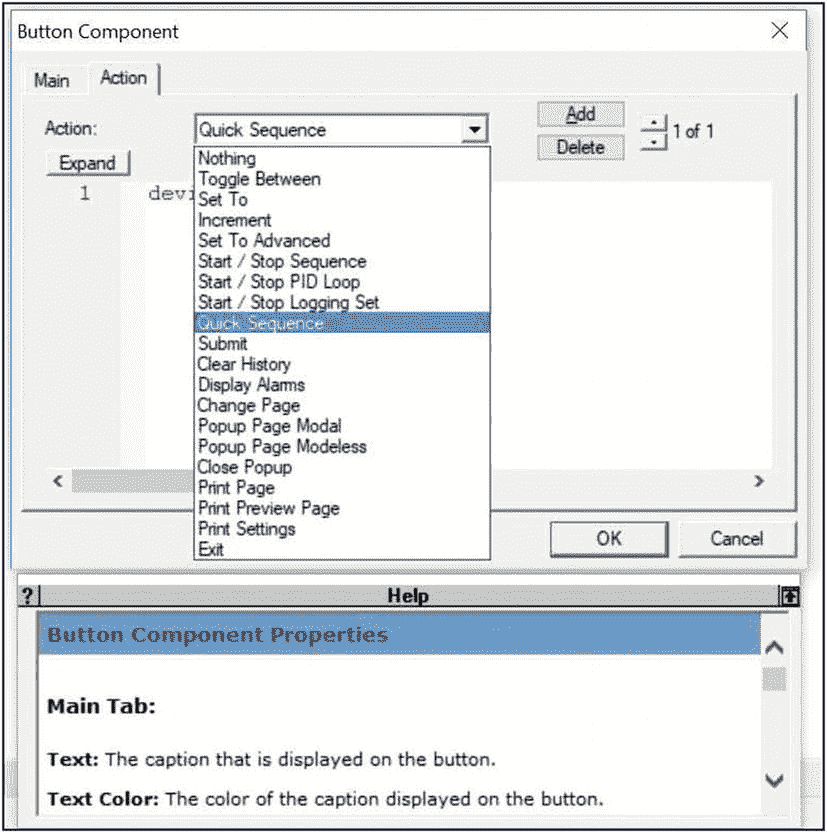 Button Component
Main
Action
Action:
Quick Sequence
Add
Delete
1 of 1
Expand
1 devi
Nothing
Toggle Between
Set To
Increment
Set To Advanced
Start / Stop Sequence
Start / Stop PID Loop
Start / Stop Logging Set
Quick Sequence
Submit
Clear History
Display Alarms
Change Page
Popup Page Modal
Popup Page Modeless
Close Popup
Print Page
Print Preview Page
Print Settings
Exit
OK
Cancel
? Help
Button Component Properties
Main Tab:
Text: The caption that is displayed on the button.
Text Color: The color of the caption displayed on the button.